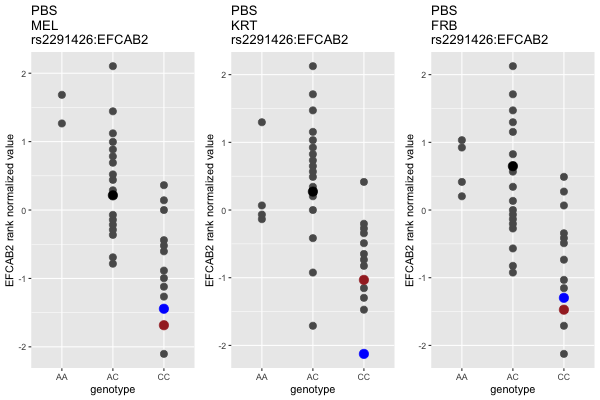 PBS
MEL
rs2291426:EFCAB2
EFCAB2 rank normalized value
2
1
0
-1
-2
AA AC CC
genotype
PBS
KRT
rs2291426:EFCAB2
EFCAB2 rank normalized value
2
1
0
-1
-2
AA AC CC
genotype
PBS
FRB
rs2291426:EFCAB2
EFCAB2 rank normalized value
2
1
0
-1
-2
AA AC CC
genotype